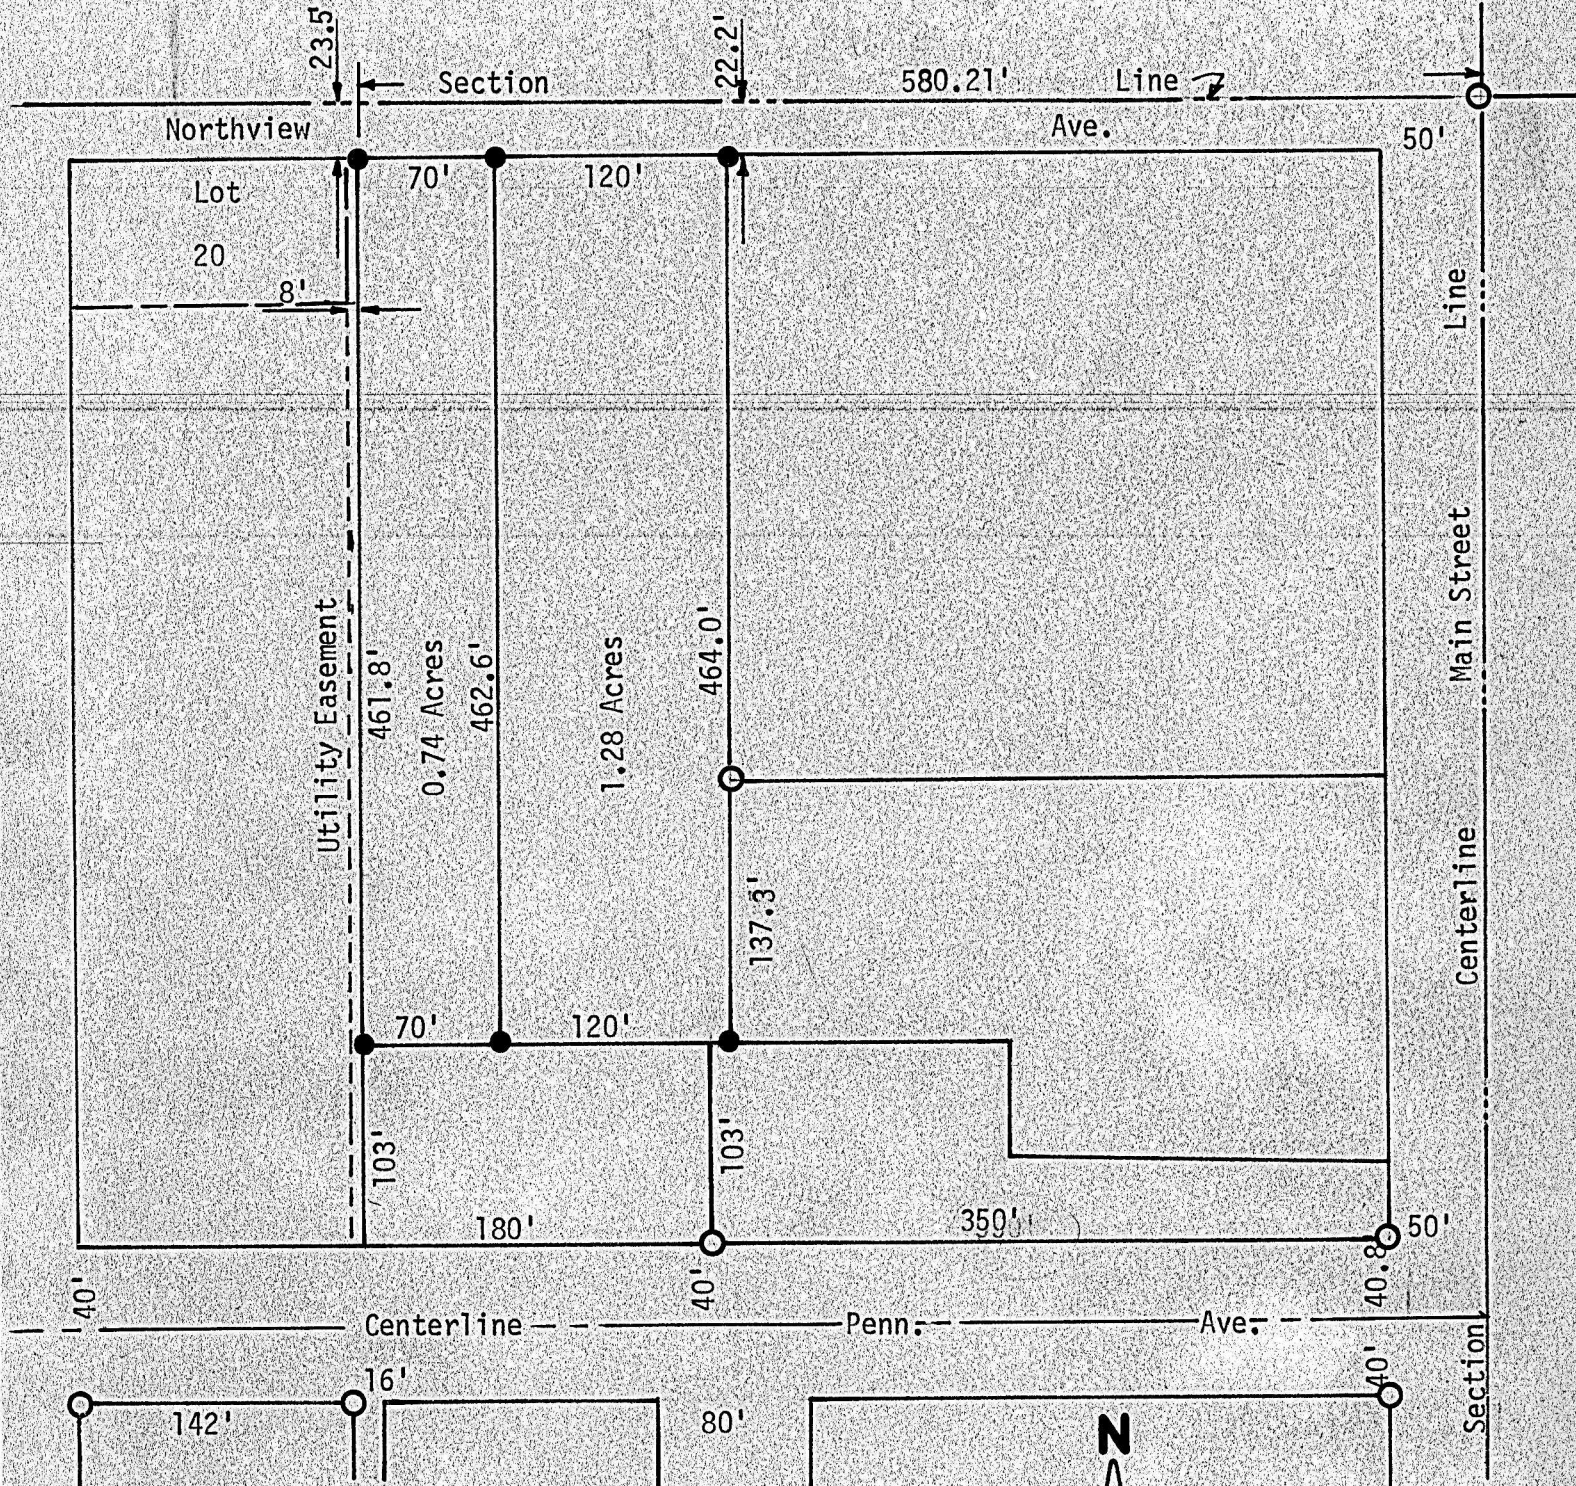 23.5'
22.2'
Section 580.21' Line
Northview Ave. 50'
70' 120'
Lot
20
8'
Line
Main Street
Centerline
Utility Easement
461.8'
0.74 Acres
462.6'
1.28 Acres
464.0'
137.3'
70' 120'
103'
103'
180' 350' 50'
40'
40'
40.8'
Centerline Penn. Ave.
Section
40'
16'
142' 80'
N